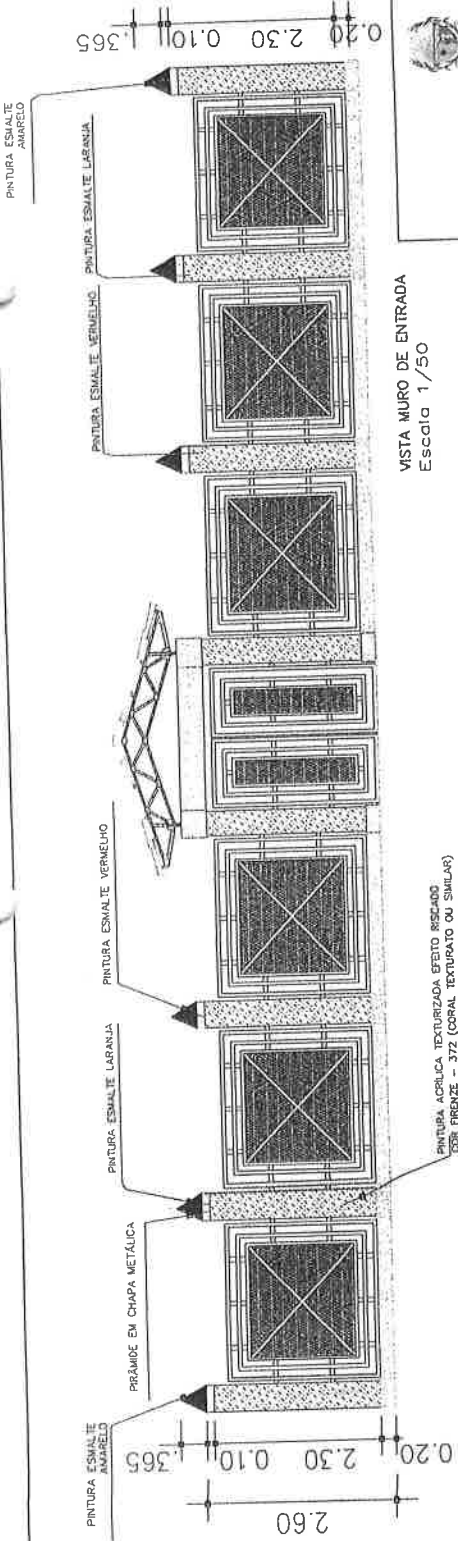 PINTURA ESMALTE
AMARELO
PIRÂMIDE EM CHAPA METÁLICA
PINTURA ESMALTE LARANJA
PINTURA ESMALTE VERMELHO
PINTURA ESMALTE VERMELHO
PINTURA ESMALTE LARANJA
PINTURA ESMALTE
AMARELO
.365
0.10
2.30
0.20
2.60
.365
0.10
2.30
0.20
PINTURA ACRÍLICA TEXTURIZADA EFEITO RISCADO
COR FIRENZE - 372 (CORAL TEXTURATO OU SIMILAR)
VISTA MURO DE ENTRADA
Escala 1/50